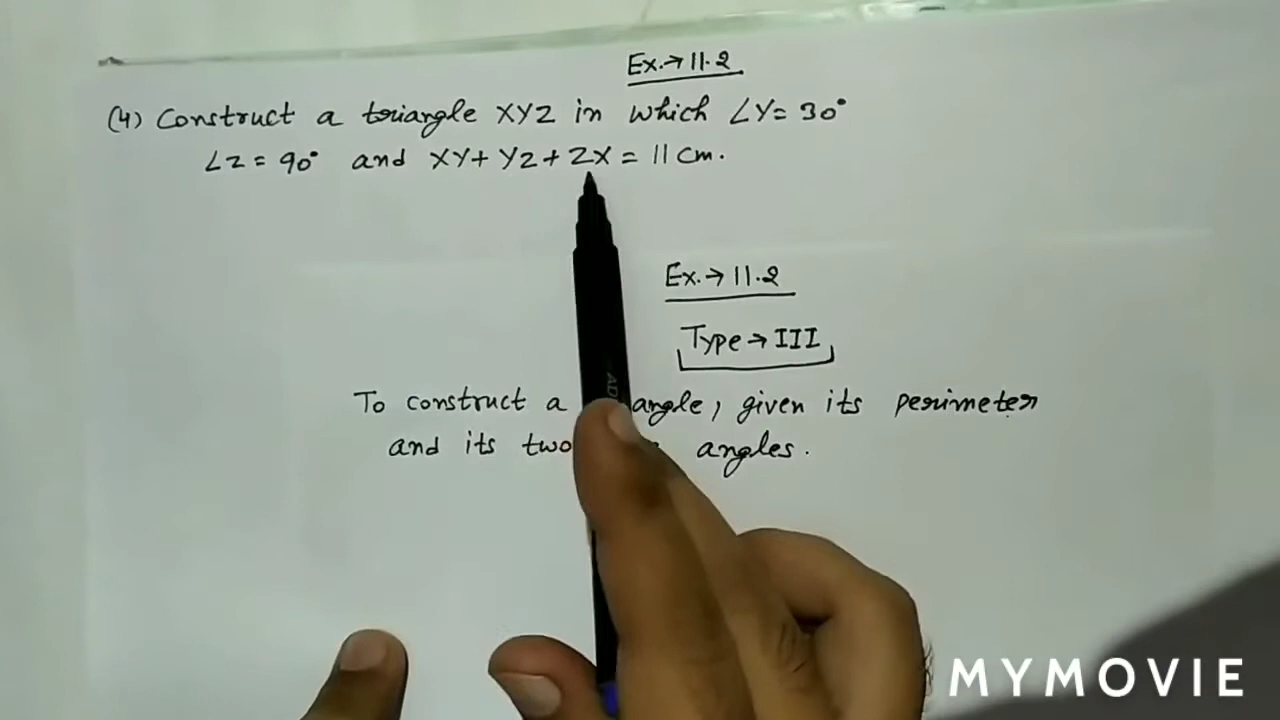 Ex.→ 11.2
(4) Construct a triangle XYZ in which ∠Y= 30°
∠Z = 90° and XY+ YZ + ZX = 11 cm.
Ex.→ 11.2
Type → III
To construct a angle, given its perimeter
and its two angles.
MYMOVIE